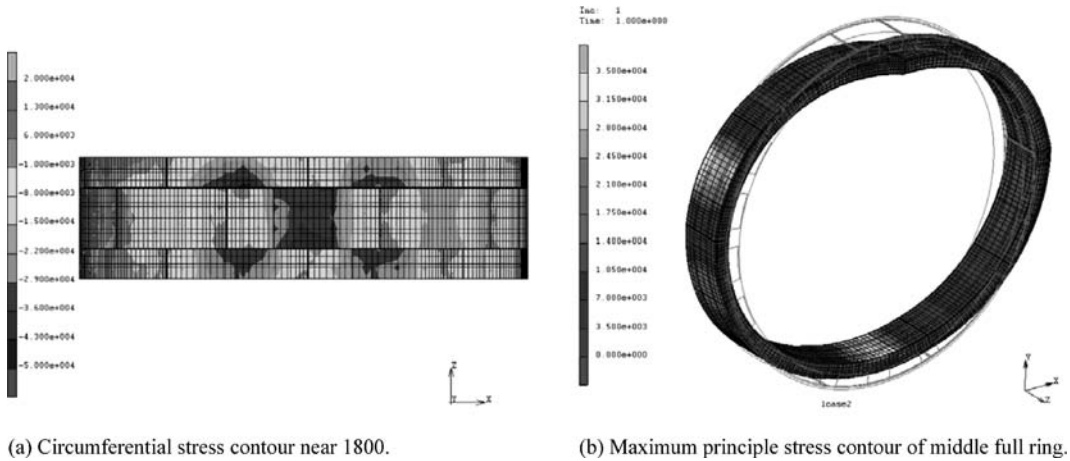 Inc: 1
Time: 1.000e+000
2.000e+004
1.300e+004
6.000e+003
-1.000e+003
-8.000e+003
-1.500e+004
-2.200e+004
-2.900e+004
-3.600e+004
-4.300e+004
-5.000e+004
Z
X
3.500e+004
3.150e+004
2.800e+004
2.450e+004
2.100e+004
1.750e+004
1.400e+004
1.050e+004
7.000e+003
3.500e+003
0.000e+000
lcase2
Y
X
Z
(a) Circumferential stress contour near 1800.
(b) Maximum principle stress contour of middle full ring.